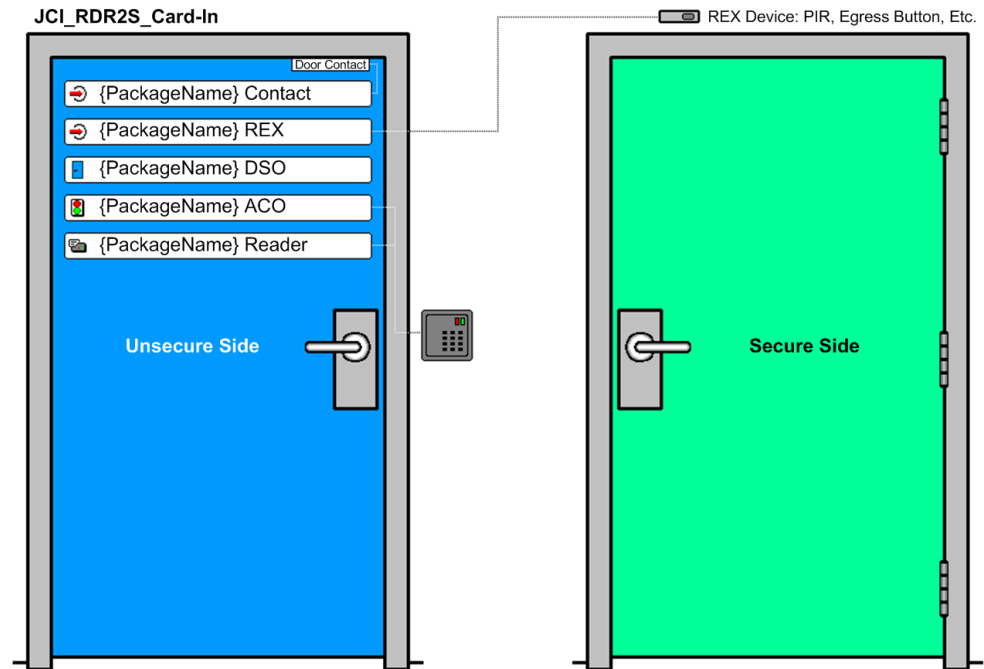 JCI_RDR2S_Card-In
REX Device: PIR, Egress Button, Etc.
Door Contact
{PackageName} Contact
{PackageName} REX
{PackageName} DSO
{PackageName} ACO
{PackageName} Reader
Unsecure Side
Secure Side